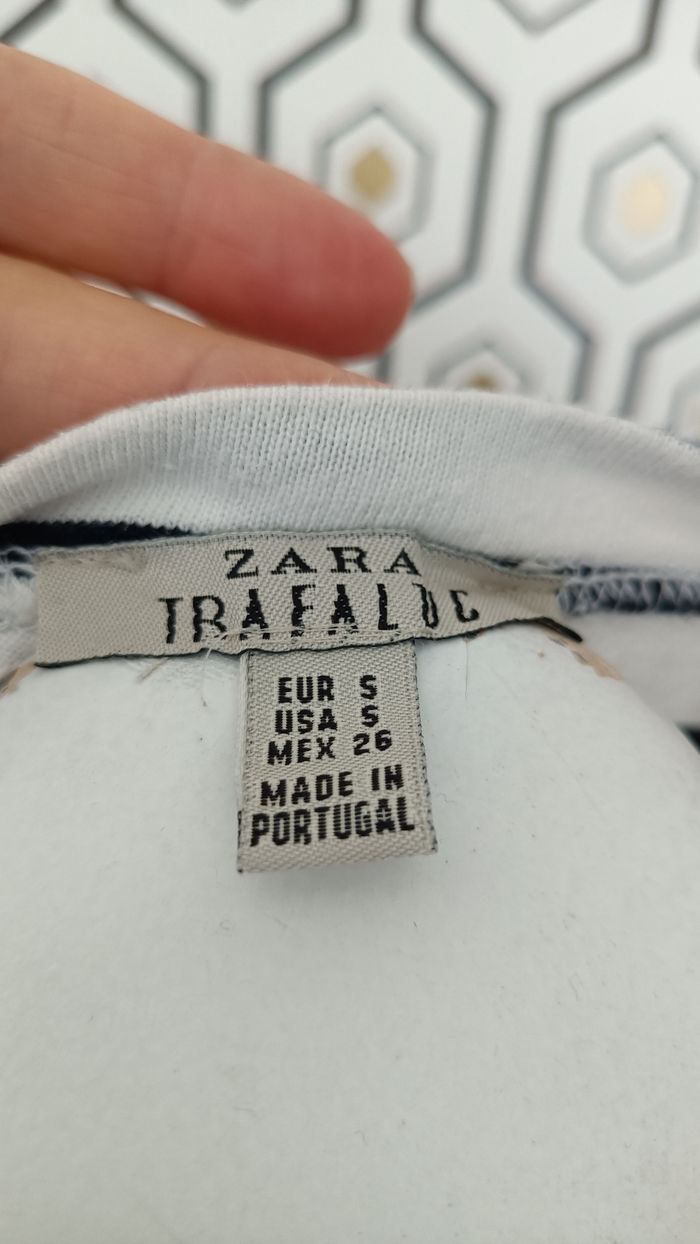 ZARA
TRAFALUC
EUR S
USA S
MEX 26
MADE IN
PORTUGAL